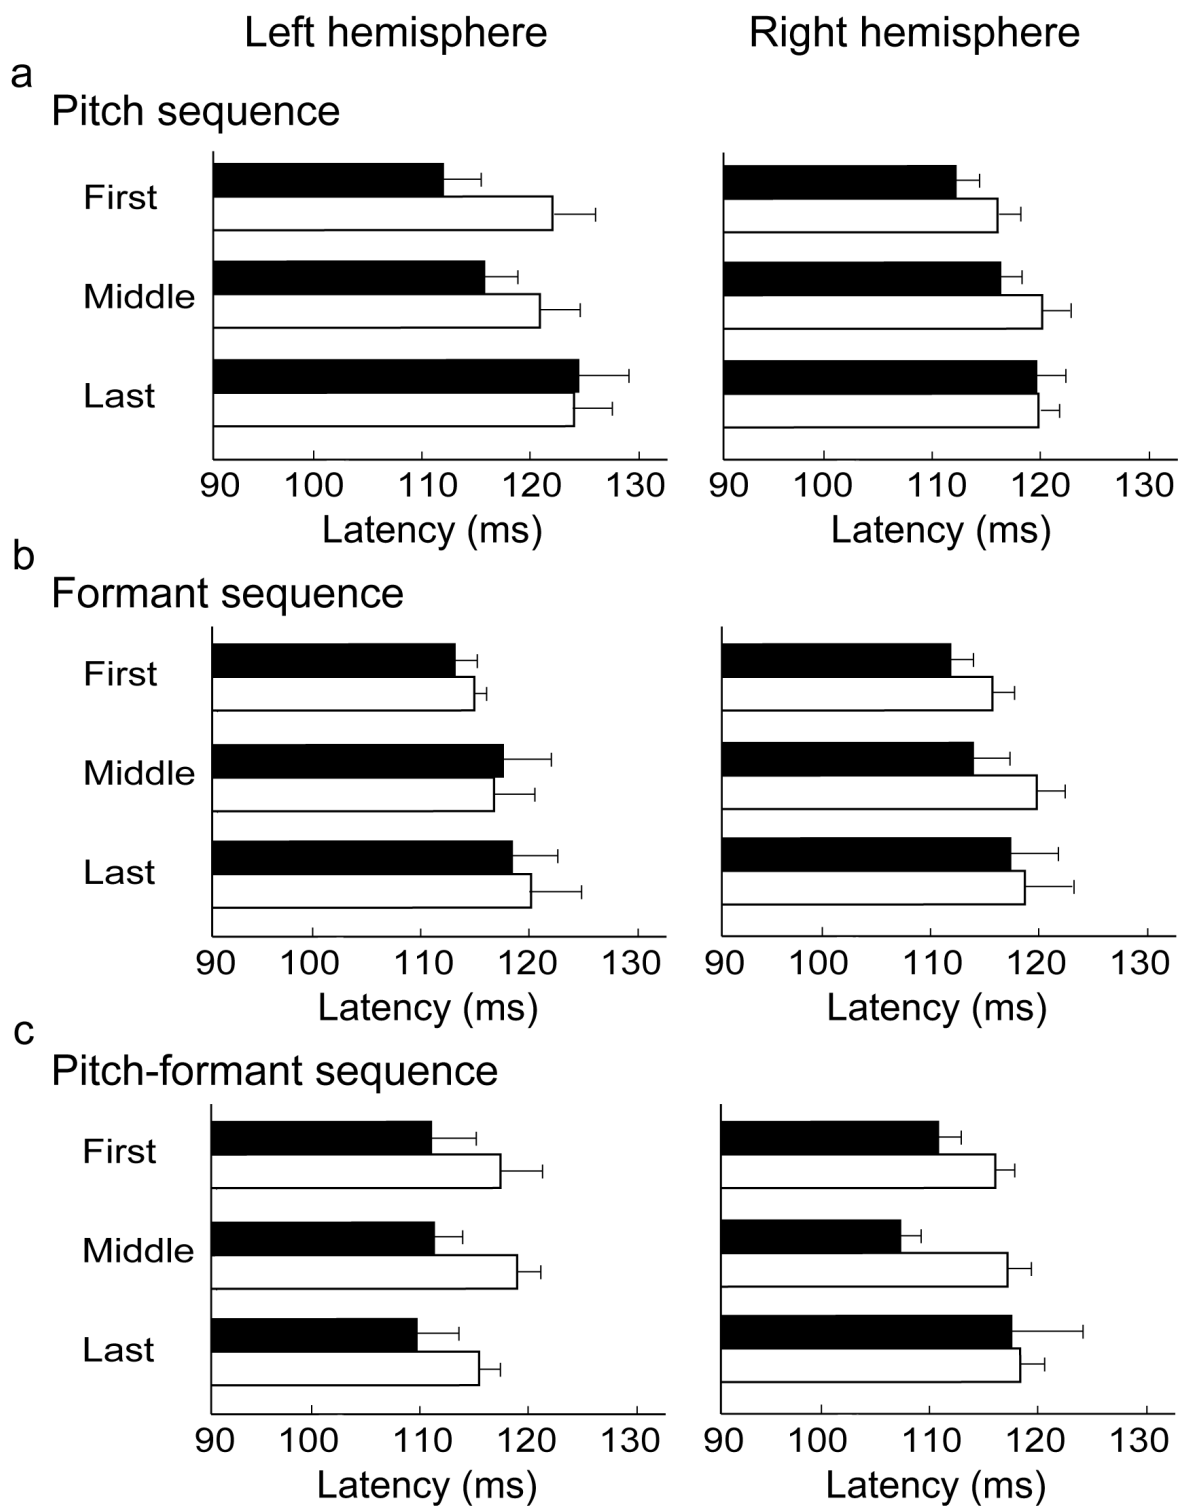 Left hemisphere Right hemisphere
a
Pitch sequence
First
Middle
Last
90 100 110 120 130 90 100 110 120 130
Latency (ms) Latency (ms)
b
Formant sequence
First
Middle
Last
90 100 110 120 130 90 100 110 120 130
Latency (ms) Latency (ms)
c
Pitch-formant sequence
First
Middle
Last
90 100 110 120 130 90 100 110 120 130
Latency (ms) Latency (ms)